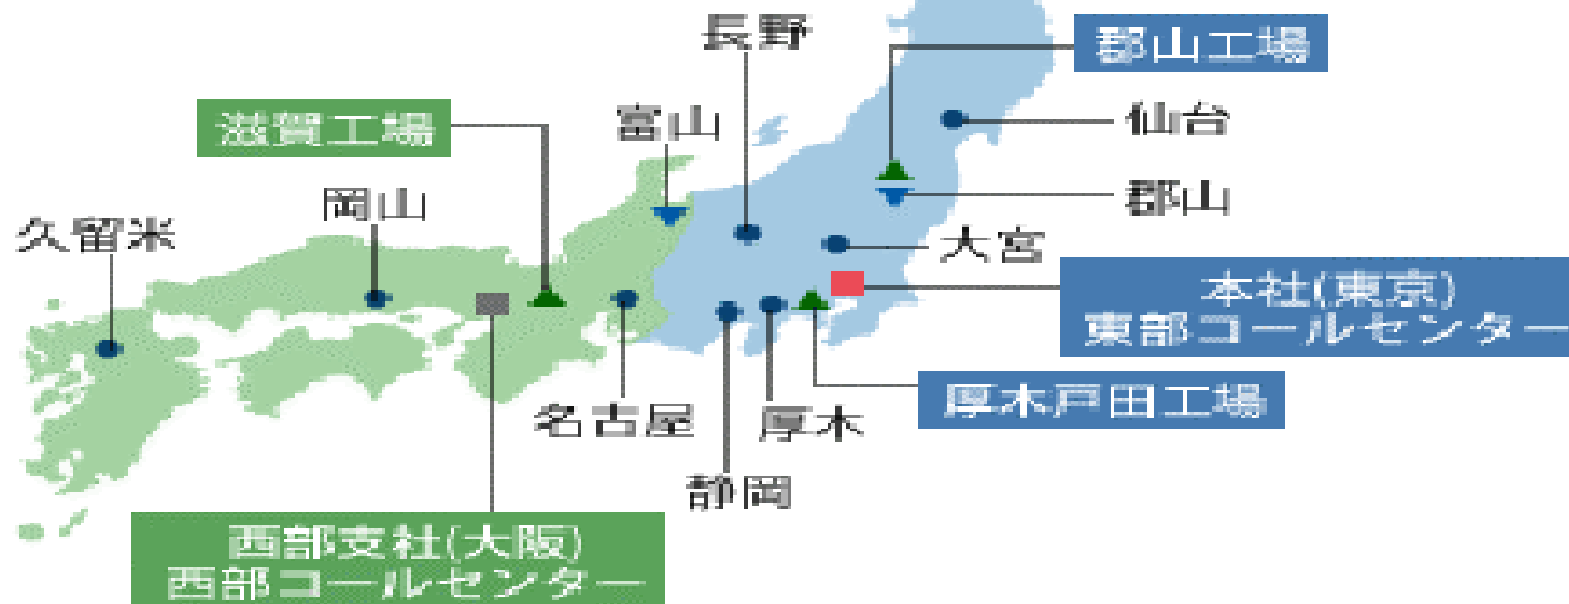 長野
郡山工場
富山
仙台
滋賀工場
岡山
郡山
久留米
大宮
本社(東京)
東部コールセンター
厚木戸田工場
名古屋
厚木
静岡
西部支社(大阪)
西部コールセンター